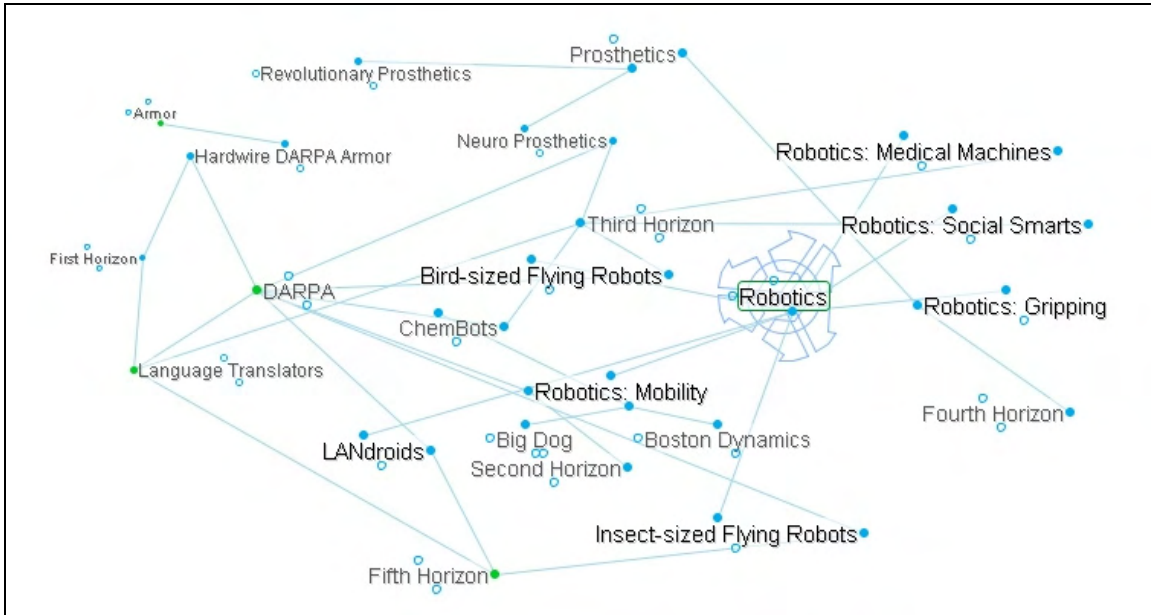 Prosthetics
Revolutionary Prosthetics
Armor
Neuro Prosthetics
Hardwire DARPA Armor
Robotics: Medical Machines
Third Horizon
Robotics: Social Smarts
First Horizon
Bird-sized Flying Robots
DARPA
Robotics
Robotics: Gripping
ChemBots
Language Translators
Robotics: Mobility
Fourth Horizon
Big Dog
Boston Dynamics
LANdroids
Second Horizon
Insect-sized Flying Robots
Fifth Horizon